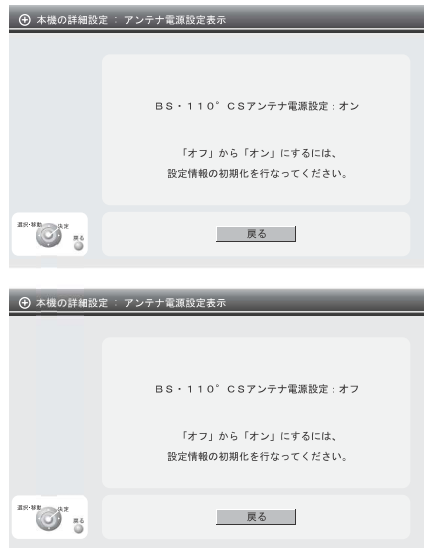 本機の詳細設定 : アンテナ電源設定表示
BS・110°CSアンテナ電源設定 : オン
「オフ」から「オン」にするには、
設定情報の初期化を行なってください。
選択・移動
決定
戻る
戻る
本機の詳細設定 : アンテナ電源設定表示
BS・110°CSアンテナ電源設定 : オフ
「オフ」から「オン」にするには、
設定情報の初期化を行なってください。
選択・移動
決定
戻る
戻る